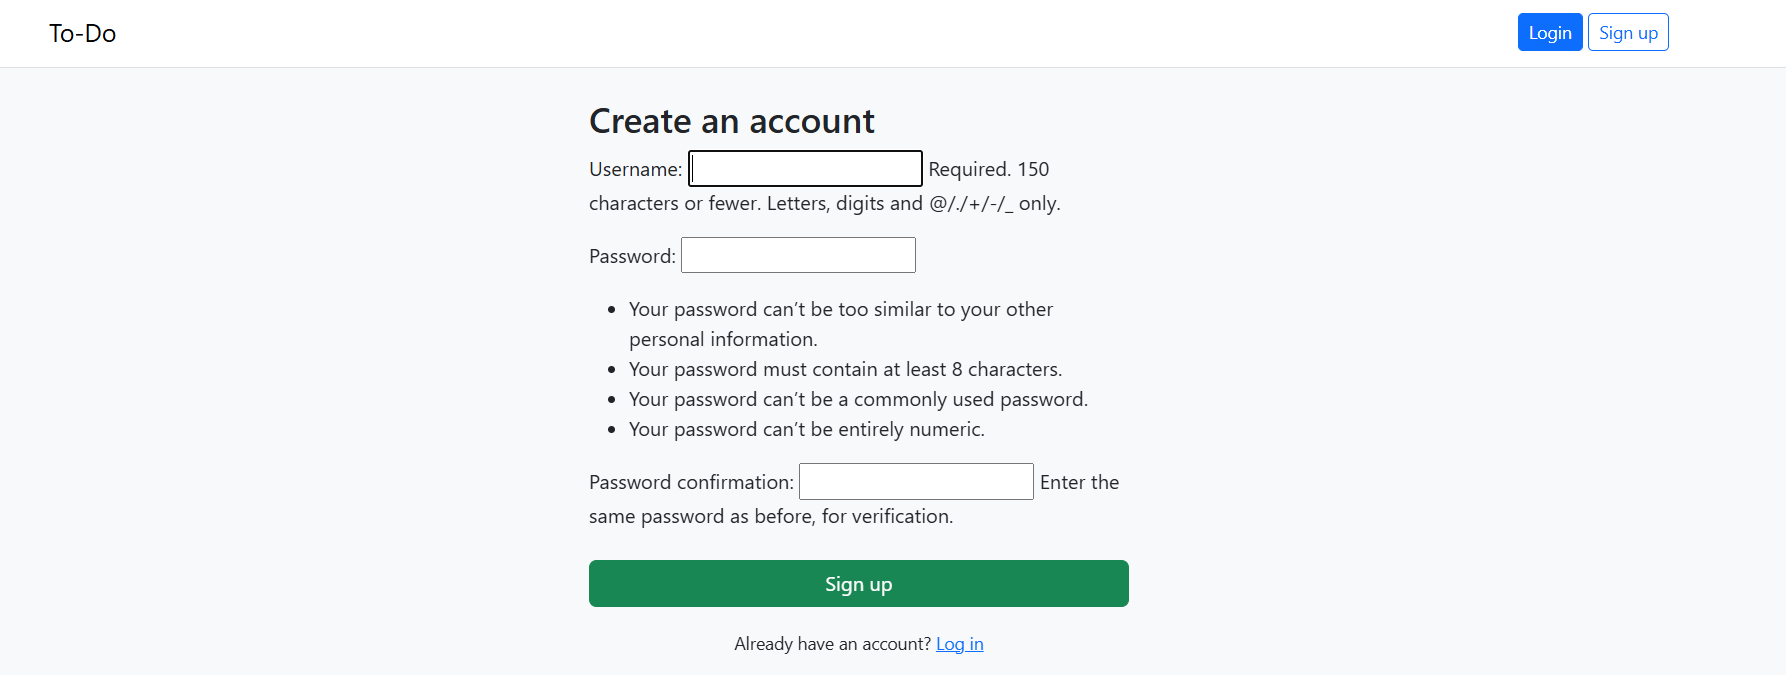 To-Do
Login
Sign up
Create an account
Username:
Required. 150
characters or fewer. Letters, digits and @/./+/-/_ only.
Password:
• Your password can’t be too similar to your other
personal information.
• Your password must contain at least 8 characters.
• Your password can’t be a commonly used password.
• Your password can’t be entirely numeric.
Password confirmation:
Enter the
same password as before, for verification.
Sign up
Already have an account? Log in